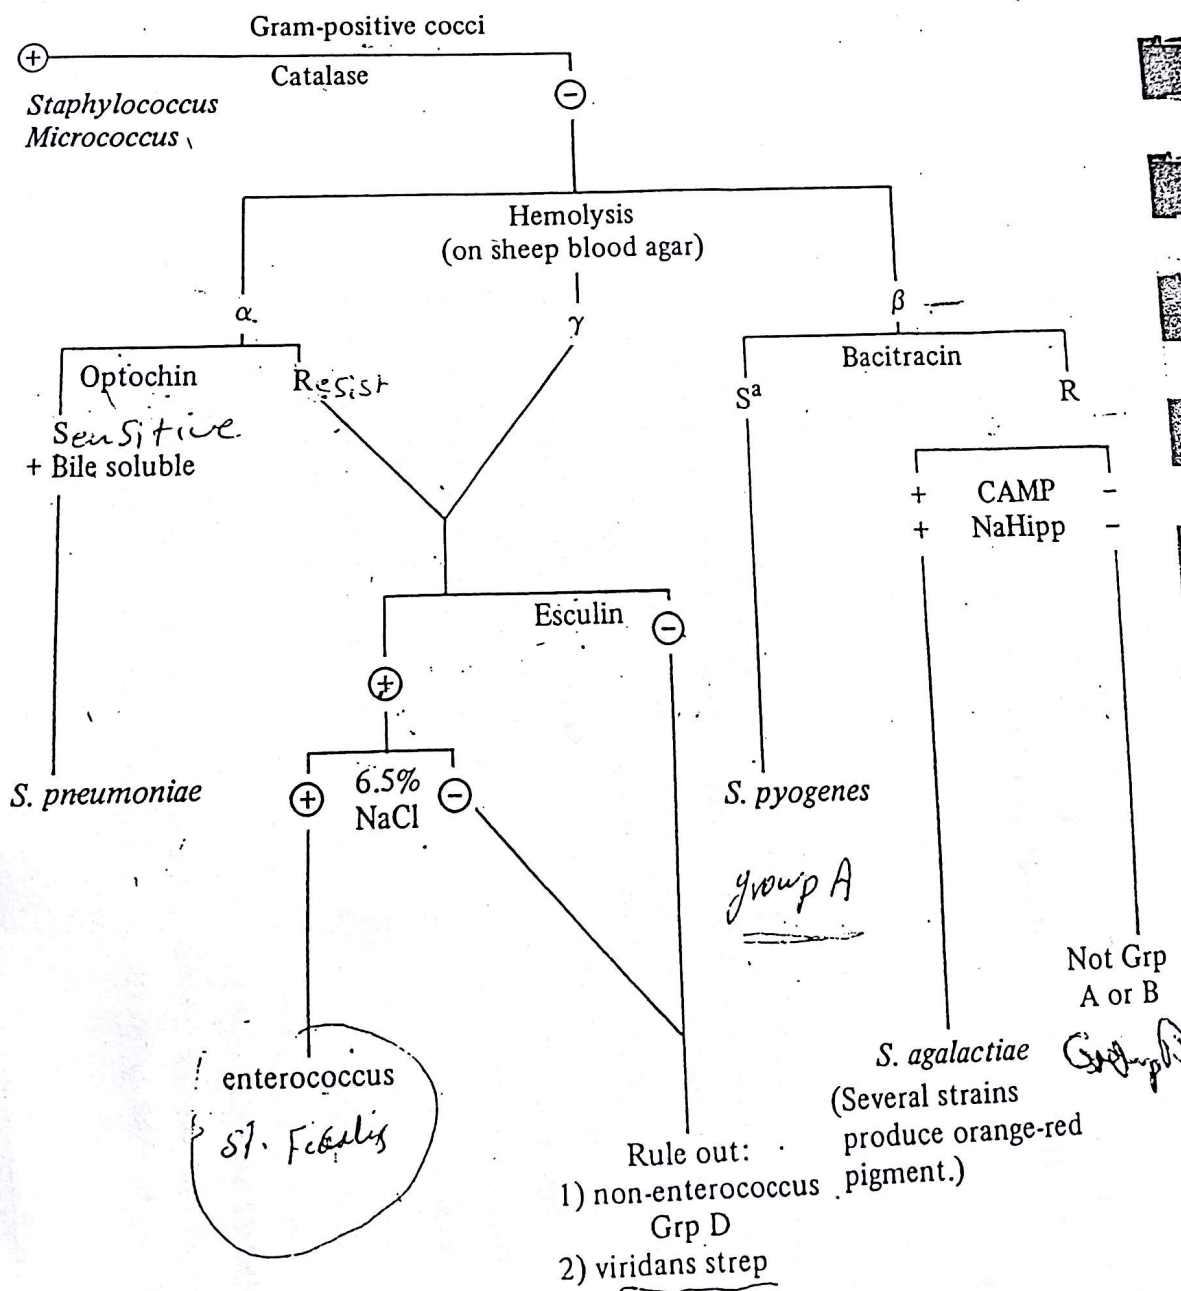 Gram-positive cocci
+
Catalase
−
Staphylococcus
Micrococcus
Hemolysis
(on sheep blood agar)
α
γ
β
Optochin
Resist
Sensitive
+ Bile soluble
Bacitracin
Sᵃ
R
+ CAMP −
+ NaHipp −
Esculin
−
+
+ 6.5% −
NaCl
S. pneumoniae
S. pyogenes
group A
Not Grp
A or B
enterococcus
S. agalactiae
(Several strains
produce orange-red
pigment.)
Rule out:
1) non-enterococcus
Grp D
2) viridans strep